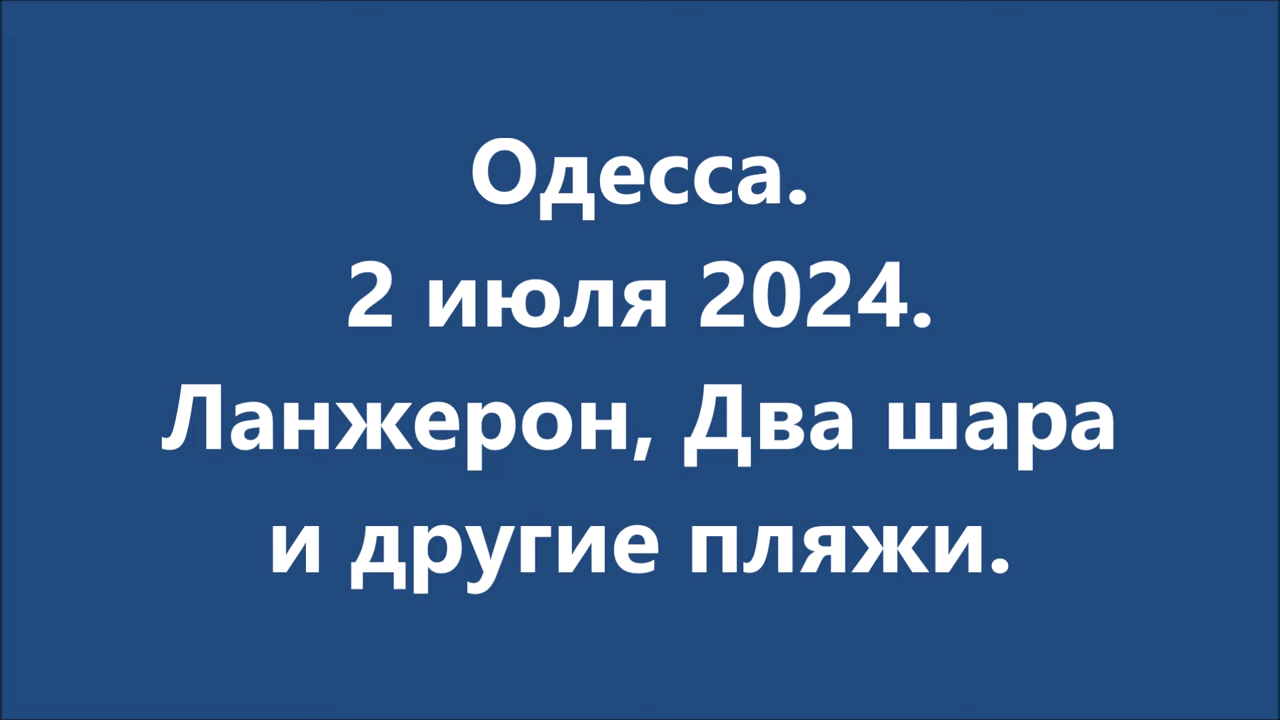 Одесса.
2 июля 2024.
Ланжерон, Два шара
и другие пляжи.